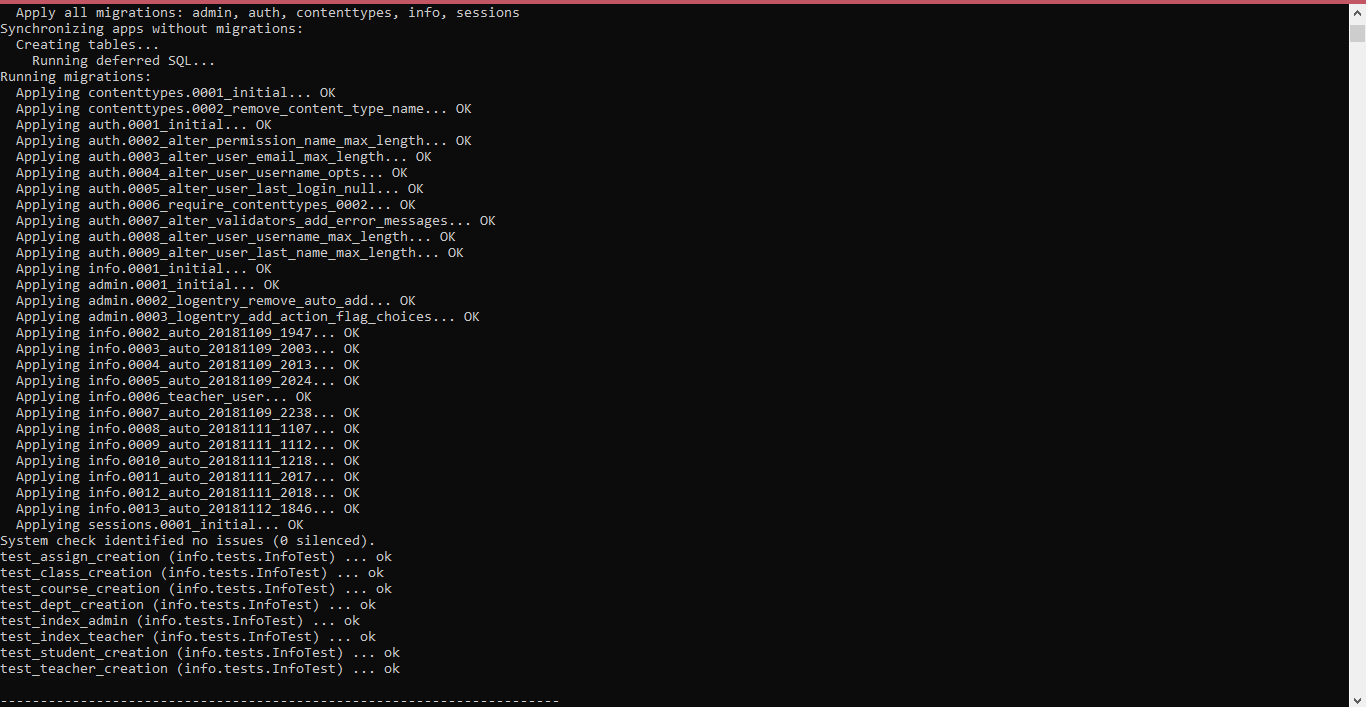 Apply all migrations: admin, auth, contenttypes, info, sessions
Synchronizing apps without migrations:
Creating tables...
Running deferred SQL...
Running migrations:
Applying contenttypes.0001_initial... OK
Applying contenttypes.0002_remove_content_type_name... OK
Applying auth.0001_initial... OK
Applying auth.0002_alter_permission_name_max_length... OK
Applying auth.0003_alter_user_email_max_length... OK
Applying auth.0004_alter_user_username_opts... OK
Applying auth.0005_alter_user_last_login_null... OK
Applying auth.0006_require_contenttypes_0002... OK
Applying auth.0007_alter_validators_add_error_messages... OK
Applying auth.0008_alter_user_username_max_length... OK
Applying auth.0009_alter_user_last_name_max_length... OK
Applying info.0001_initial... OK
Applying admin.0001_initial... OK
Applying admin.0002_logentry_remove_auto_add... OK
Applying admin.0003_logentry_add_action_flag_choices... OK
Applying info.0002_auto_20181109_1947... OK
Applying info.0003_auto_20181109_2003... OK
Applying info.0004_auto_20181109_2013... OK
Applying info.0005_auto_20181109_2024... OK
Applying info.0006_teacher_user... OK
Applying info.0007_auto_20181109_2238... OK
Applying info.0008_auto_20181111_1107... OK
Applying info.0009_auto_20181111_1112... OK
Applying info.0010_auto_20181111_1218... OK
Applying info.0011_auto_20181111_2017... OK
Applying info.0012_auto_20181111_2018... OK
Applying info.0013_auto_20181112_1846... OK
Applying sessions.0001_initial... OK
System check identified no issues (0 silenced).
test_assign_creation (info.tests.InfoTest) ... ok
test_class_creation (info.tests.InfoTest) ... ok
test_course_creation (info.tests.InfoTest) ... ok
test_dept_creation (info.tests.InfoTest) ... ok
test_index_admin (info.tests.InfoTest) ... ok
test_index_teacher (info.tests.InfoTest) ... ok
test_student_creation (info.tests.InfoTest) ... ok
test_teacher_creation (info.tests.InfoTest) ... ok
----------------------------------------------------------------------